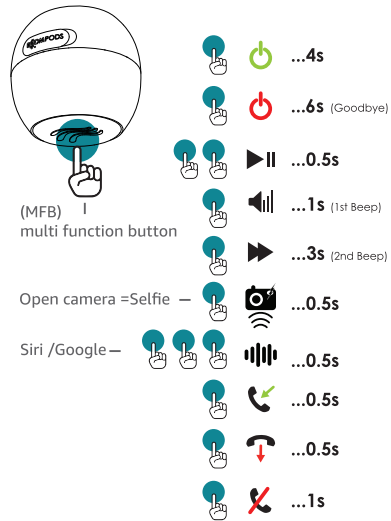 BOOMPODS
...4s
...6s (Goodbye)
...0.5s
...1s (1st Beep)
(MFB)
multi function button
...3s (2nd Beep)
Open camera =Selfie – ...0.5s
Siri /Google – ...0.5s
...0.5s
...0.5s
...1s